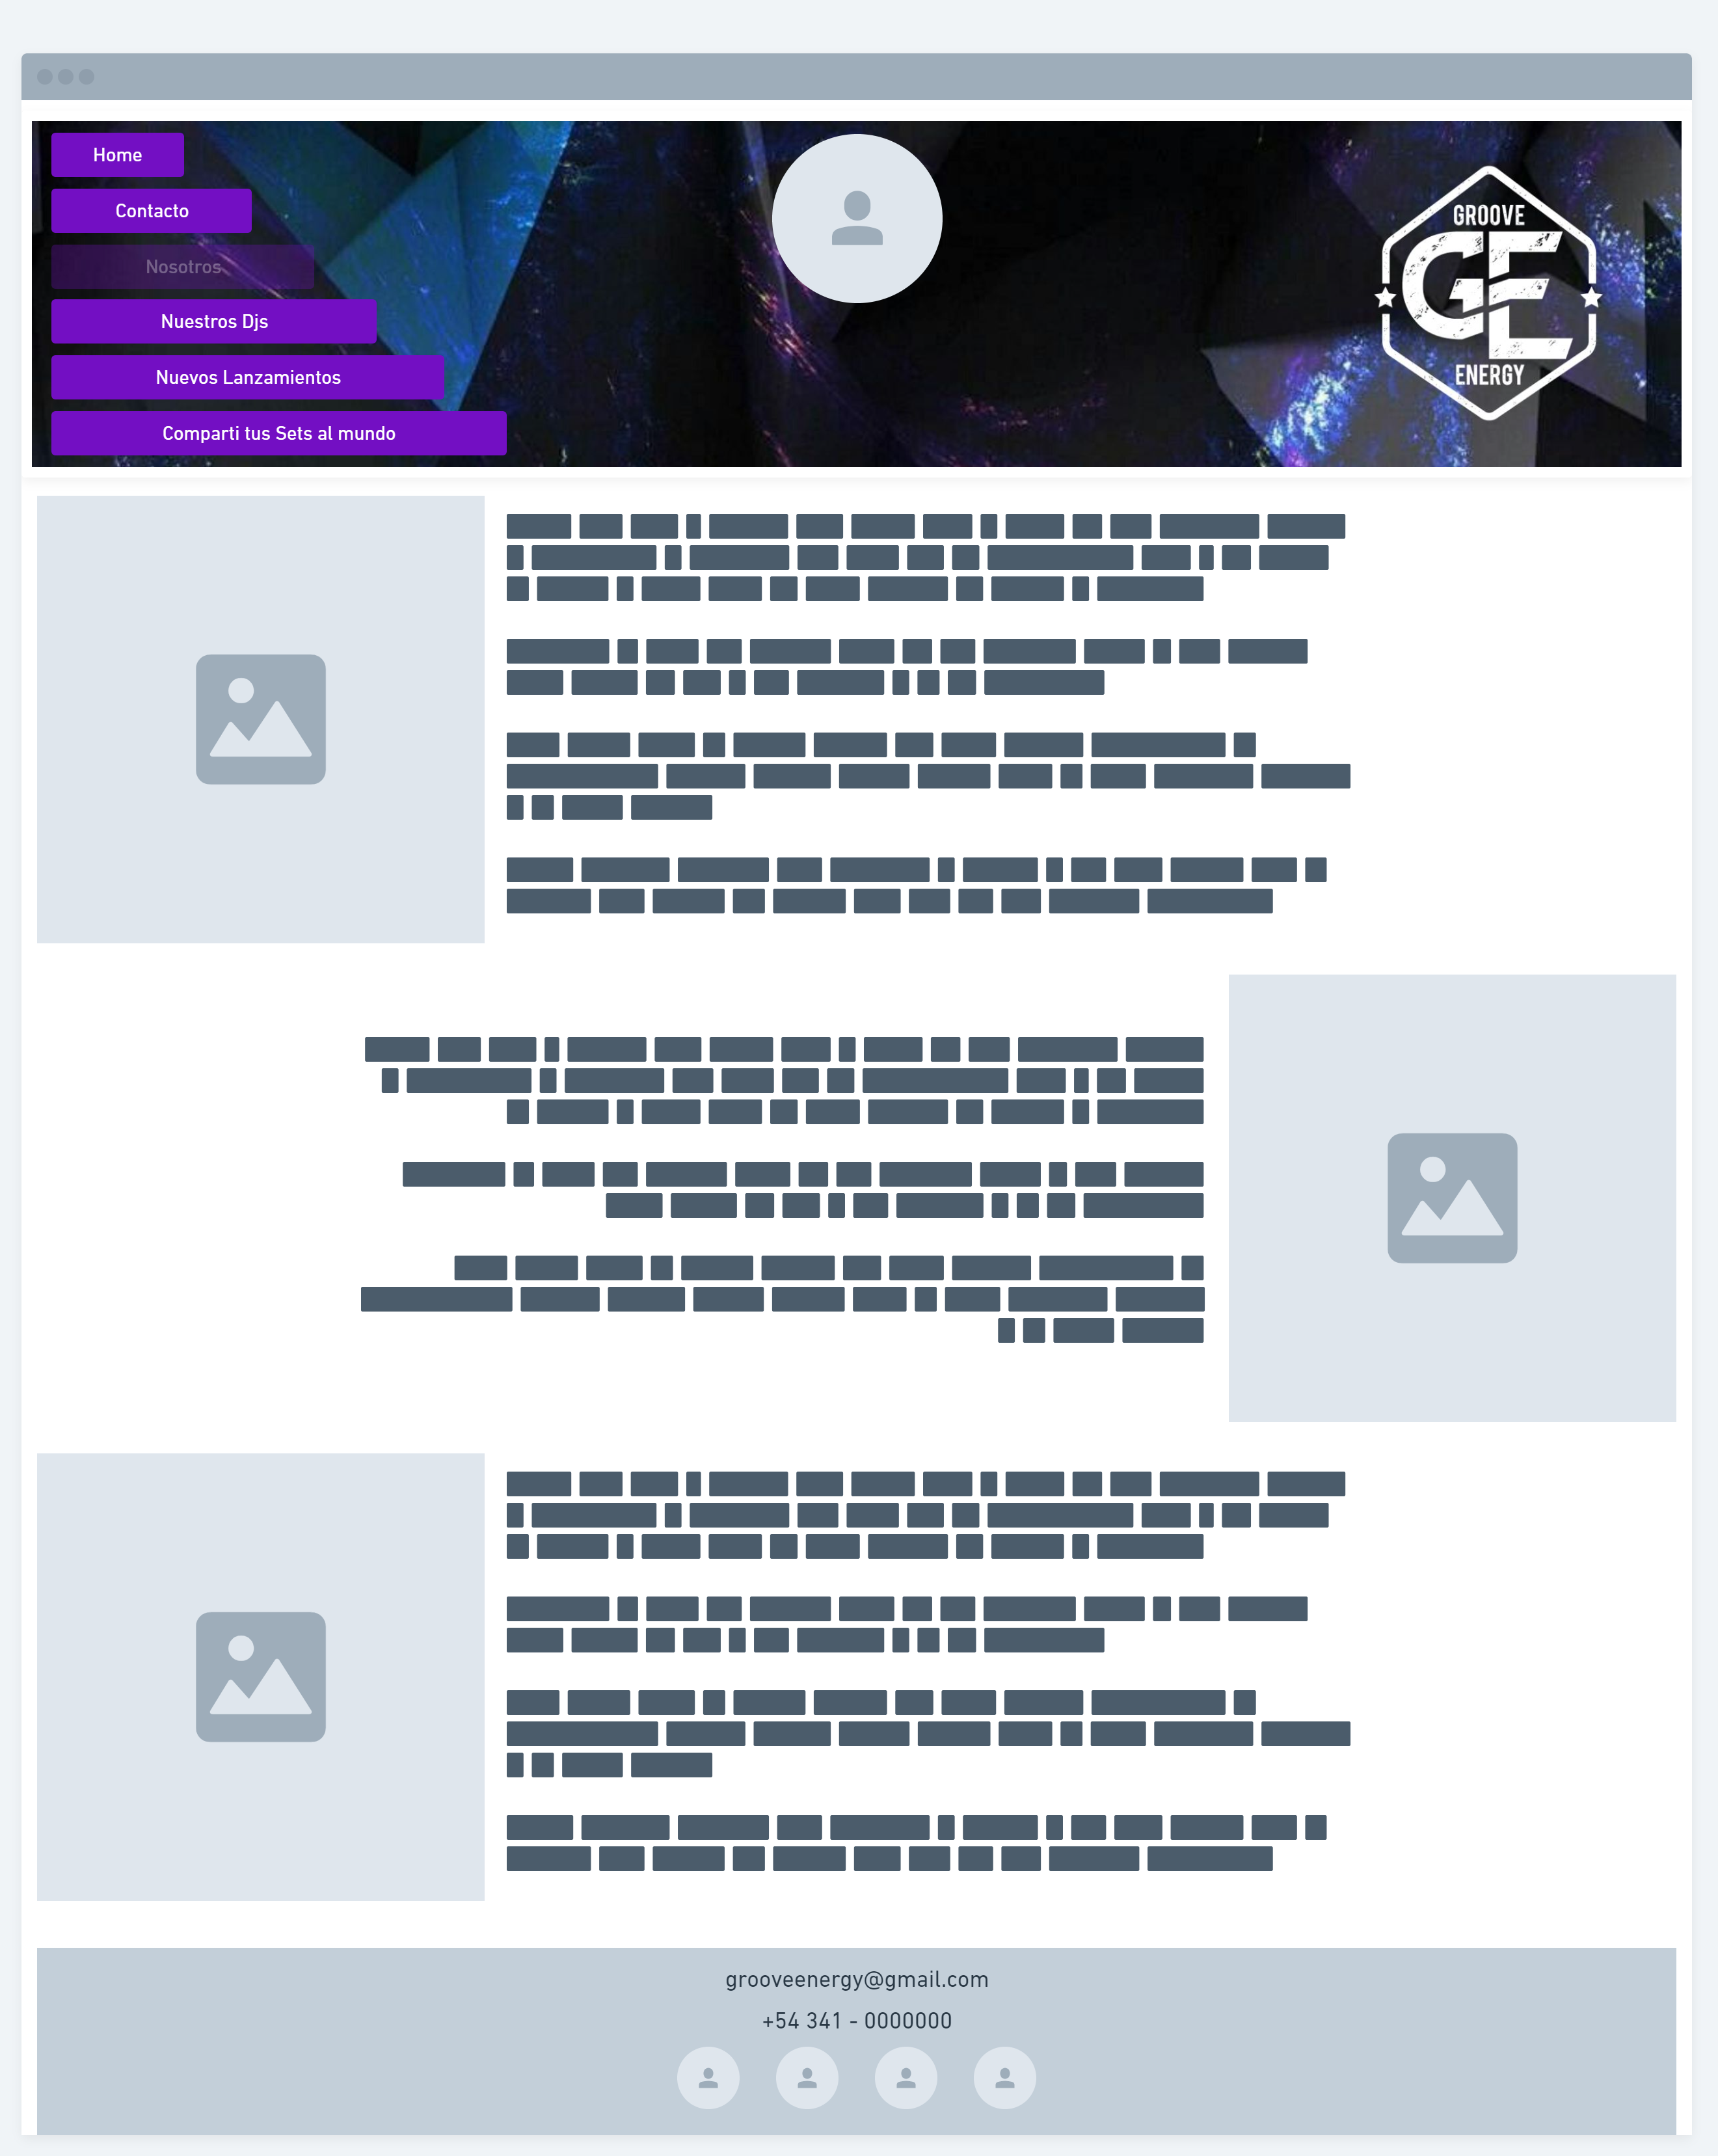 Home
Contacto
Nosotros
Nuestros Djs
Nuevos Lanzamientos
Comparti tus Sets al mundo
GROOVE
GE
ENERGY
grooveenergy@gmail.com
+54 341 - 0000000